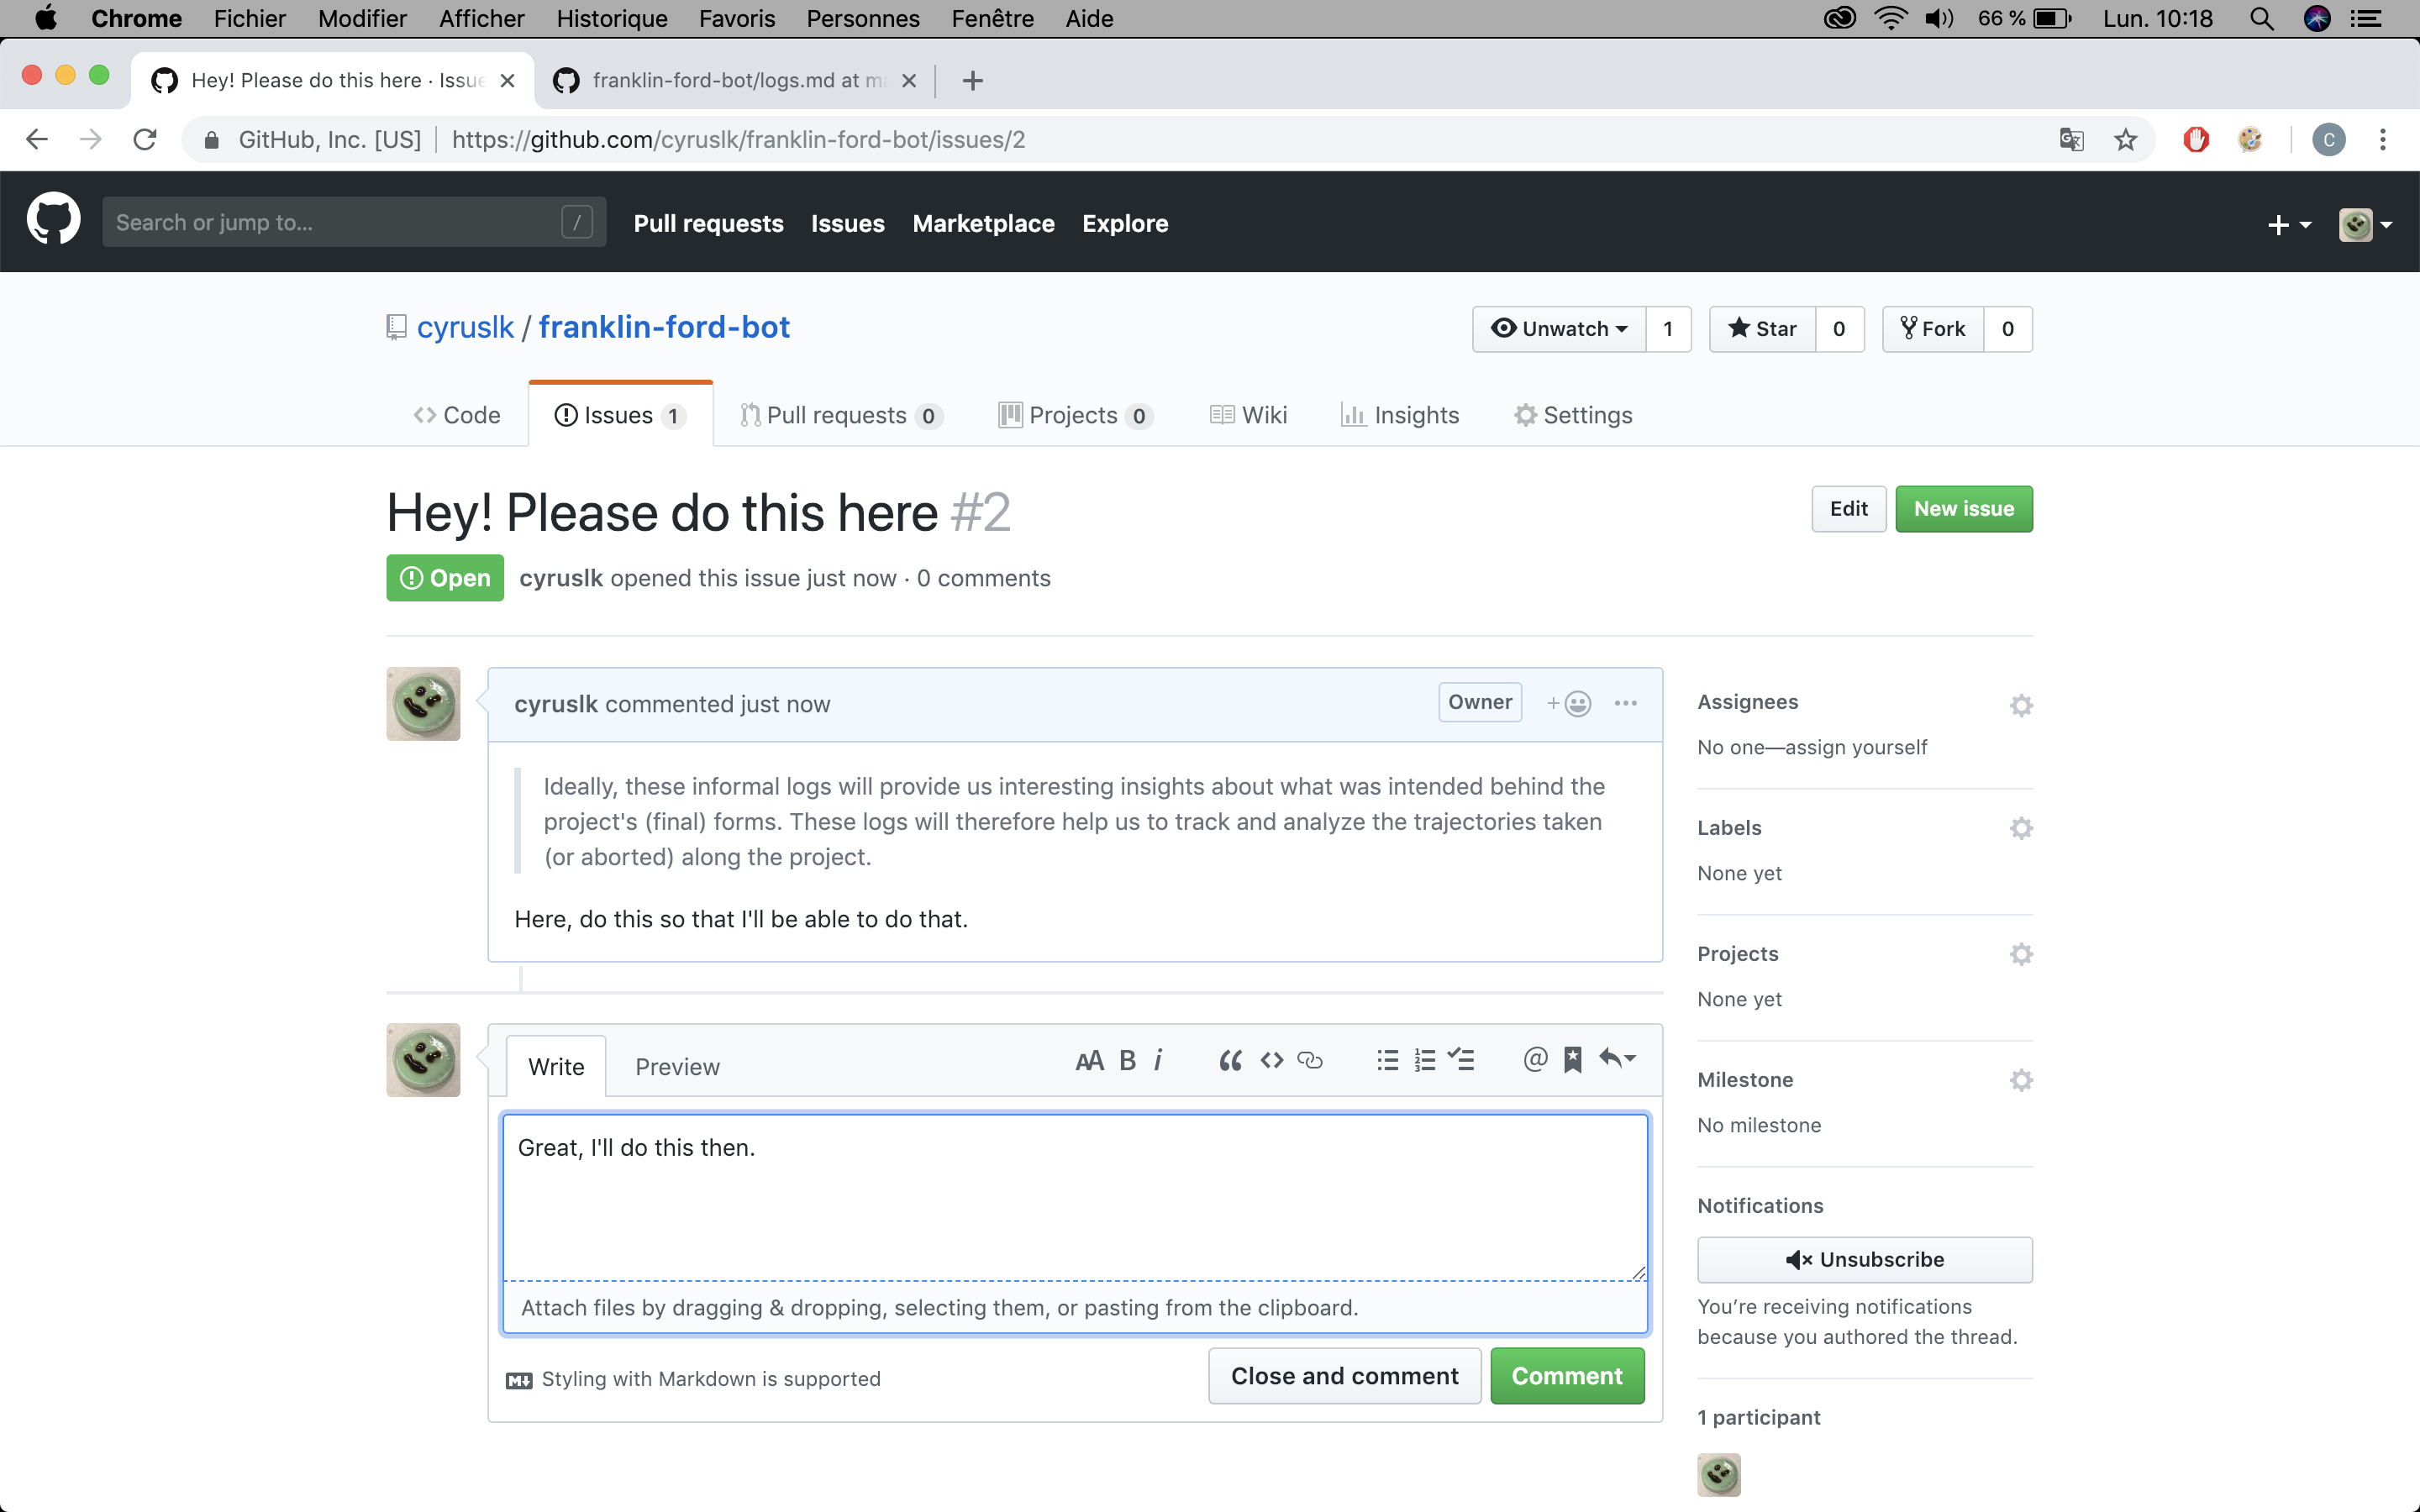 Chrome Fichier Modifier Afficher Historique Favoris Personnes Fenêtre Aide 66 % Lun. 10:18
Hey! Please do this here · Issue franklin-ford-bot/logs.md at ma
GitHub, Inc. [US] https://github.com/cyruslk/franklin-ford-bot/issues/2 C
Search or jump to... / Pull requests Issues Marketplace Explore
cyruslk / franklin-ford-bot Unwatch 1 Star 0 Fork 0
Code Issues 1 Pull requests 0 Projects 0 Wiki Insights Settings
Hey! Please do this here #2 Edit New issue
Open cyruslk opened this issue just now · 0 comments
cyruslk commented just now Owner
Ideally, these informal logs will provide us interesting insights about what was intended behind the
project's (final) forms. These logs will therefore help us to track and analyze the trajectories taken
(or aborted) along the project.
Here, do this so that I'll be able to do that.
Write Preview AA B i @
Great, I'll do this then.
Attach files by dragging & dropping, selecting them, or pasting from the clipboard.
Styling with Markdown is supported Close and comment Comment
Assignees
No one—assign yourself
Labels
None yet
Projects
None yet
Milestone
No milestone
Notifications
Unsubscribe
You’re receiving notifications
because you authored the thread.
1 participant